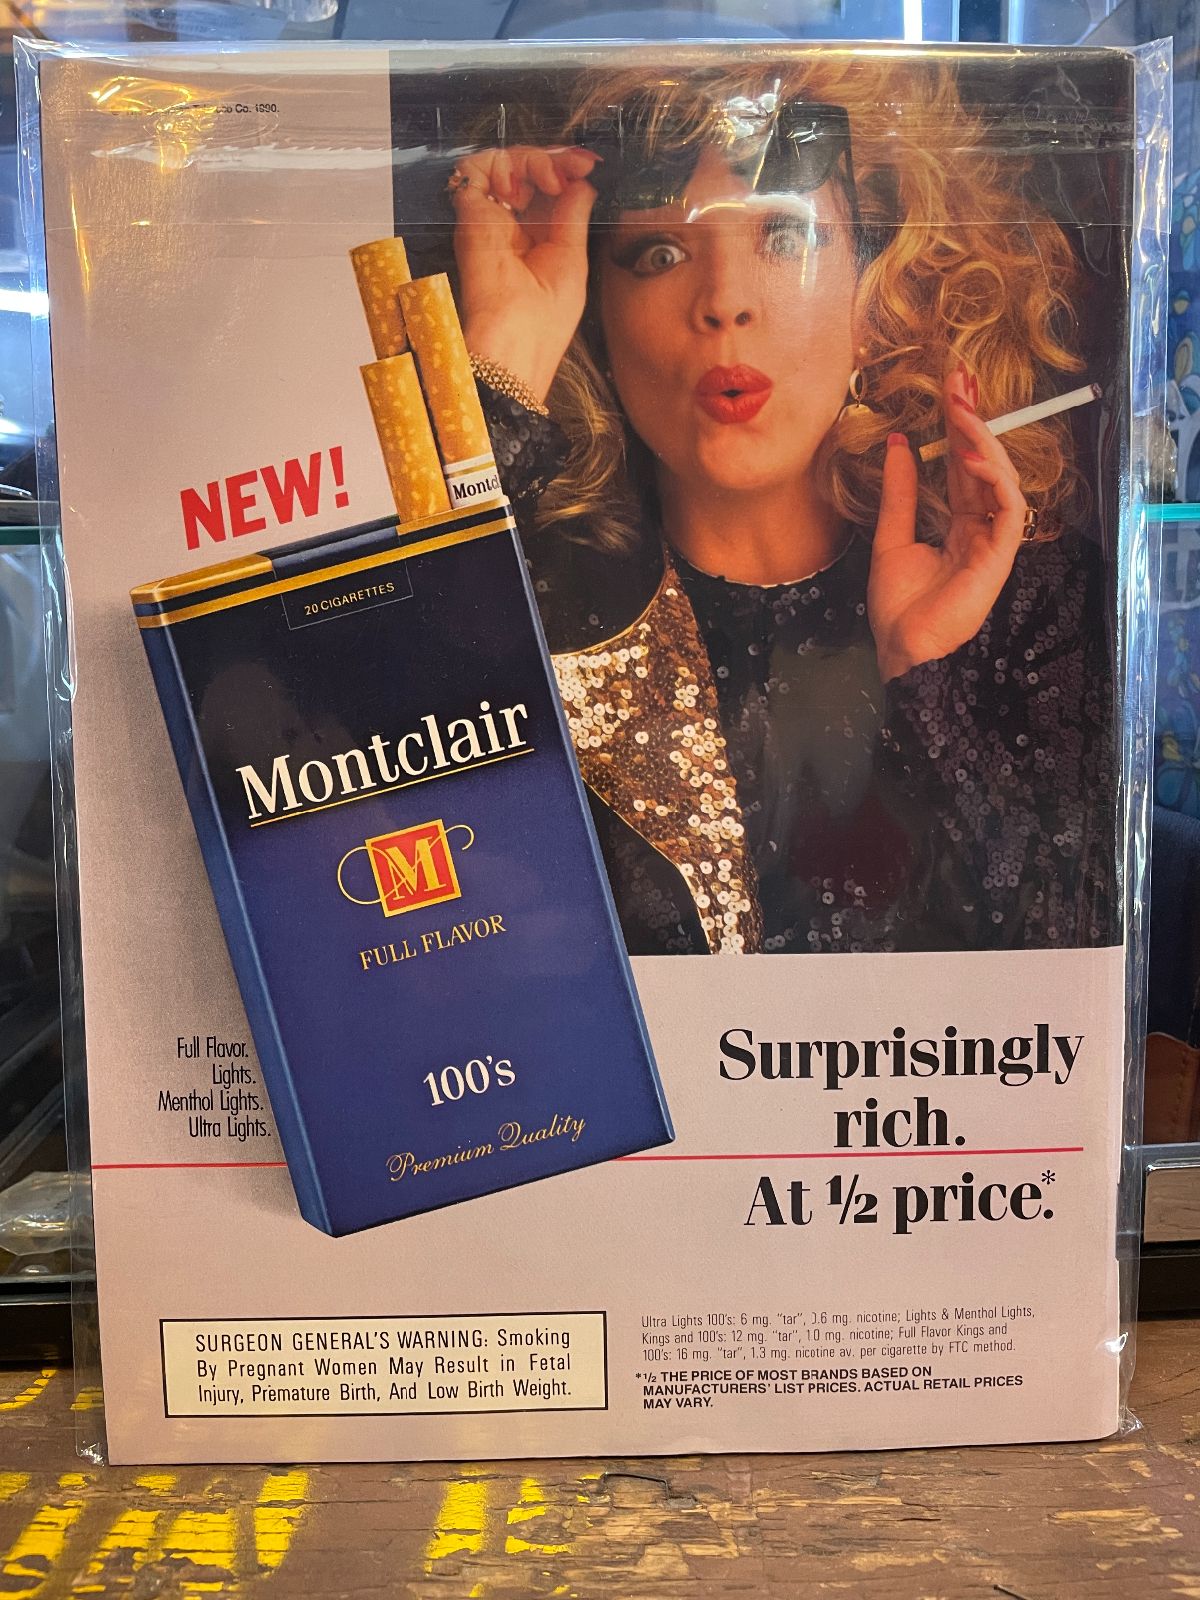 Co. 1990.
NEW!
Montcl
20 CIGARETTES
Montclair
M
FULL FLAVOR
100's
Premium Quality
Full Flavor.
Lights.
Menthol Lights.
Ultra Lights.
Surprisingly
rich.
At ½ price.*
SURGEON GENERAL'S WARNING: Smoking
By Pregnant Women May Result in Fetal
Injury, Premature Birth, And Low Birth Weight.
Ultra Lights 100's: 6 mg. "tar", 0.6 mg. nicotine; Lights & Menthol Lights,
Kings and 100's: 12 mg. "tar", 1.0 mg. nicotine; Full Flavor Kings and
100's: 16 mg. "tar", 1.3 mg. nicotine av. per cigarette by FTC method.
*½ THE PRICE OF MOST BRANDS BASED ON
MANUFACTURERS' LIST PRICES. ACTUAL RETAIL PRICES
MAY VARY.